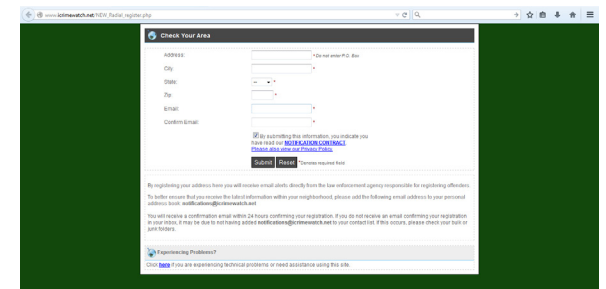 www.icrimewatch.net/NEW_Radial_register.php
Check Your Area
Address: * Do not enter P.O. Box
City: *
State: -- *
Zip: *
Email: *
Confirm Email: *
By submitting this information, you indicate you
have read our NOTIFICATION CONTRACT.
Please also view our Privacy Policy.
Submit Reset *Denotes required field
By registering your address here you will receive email alerts directly from the law enforcement agency responsible for registering offenders.
To better ensure that you receive the latest information within your neighborhood, please add the following email address to your personal
address book: notifications@icrimewatch.net
You will receive a confirmation email within 24 hours confirming your registration. If you do not receive an email confirming your registration
in your inbox, it may be due to not having added notifications@icrimewatch.net to your contact list. If this occurs, please check your bulk or
junk folders.
Experiencing Problems?
Click here if you are experiencing technical problems or need assistance using this site.